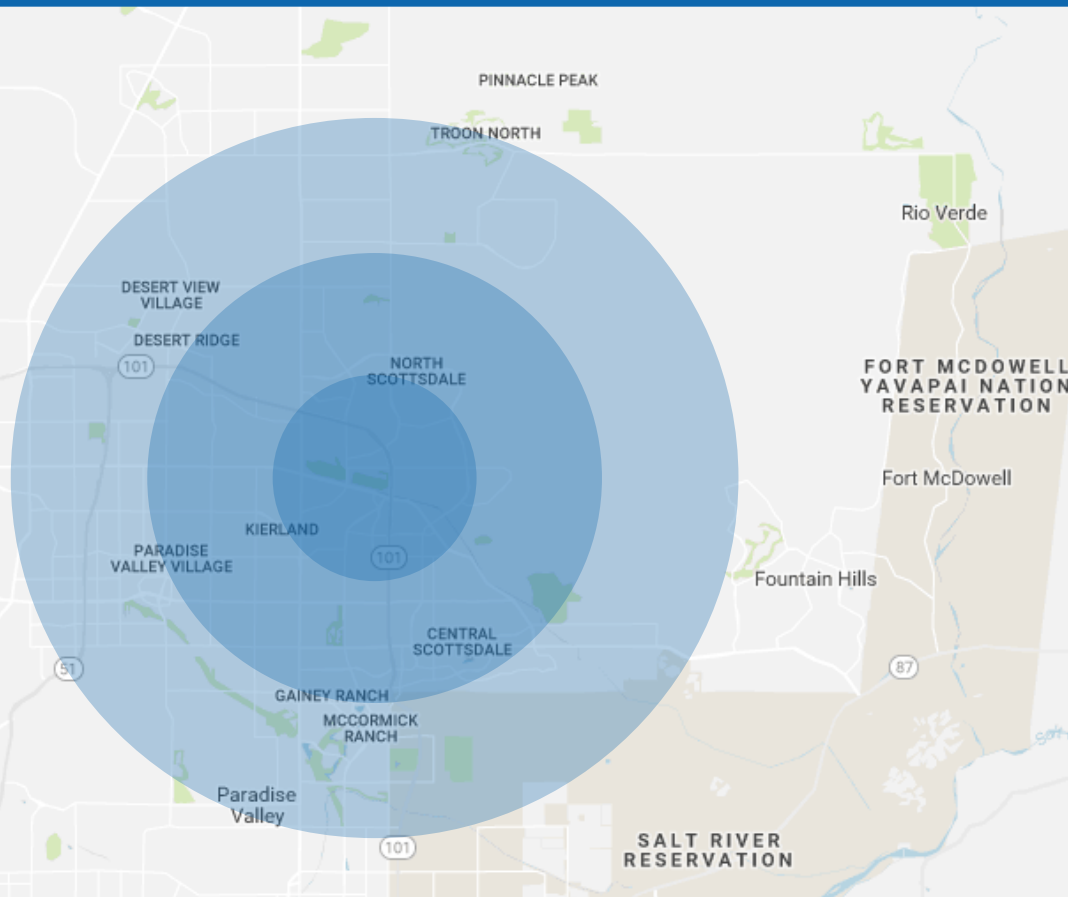 PINNACLE PEAK
TROON NORTH
Rio Verde
DESERT VIEW
VILLAGE
DESERT RIDGE
101
NORTH
SCOTTSDALE
FORT MCDOWELL
YAVAPAI NATION
RESERVATION
Fort McDowell
KIERLAND
101
PARADISE
VALLEY VILLAGE
Fountain Hills
CENTRAL
SCOTTSDALE
51
87
GAINEY RANCH
MCCORMICK
RANCH
Salt
Paradise
Valley
101
SALT RIVER
RESERVATION